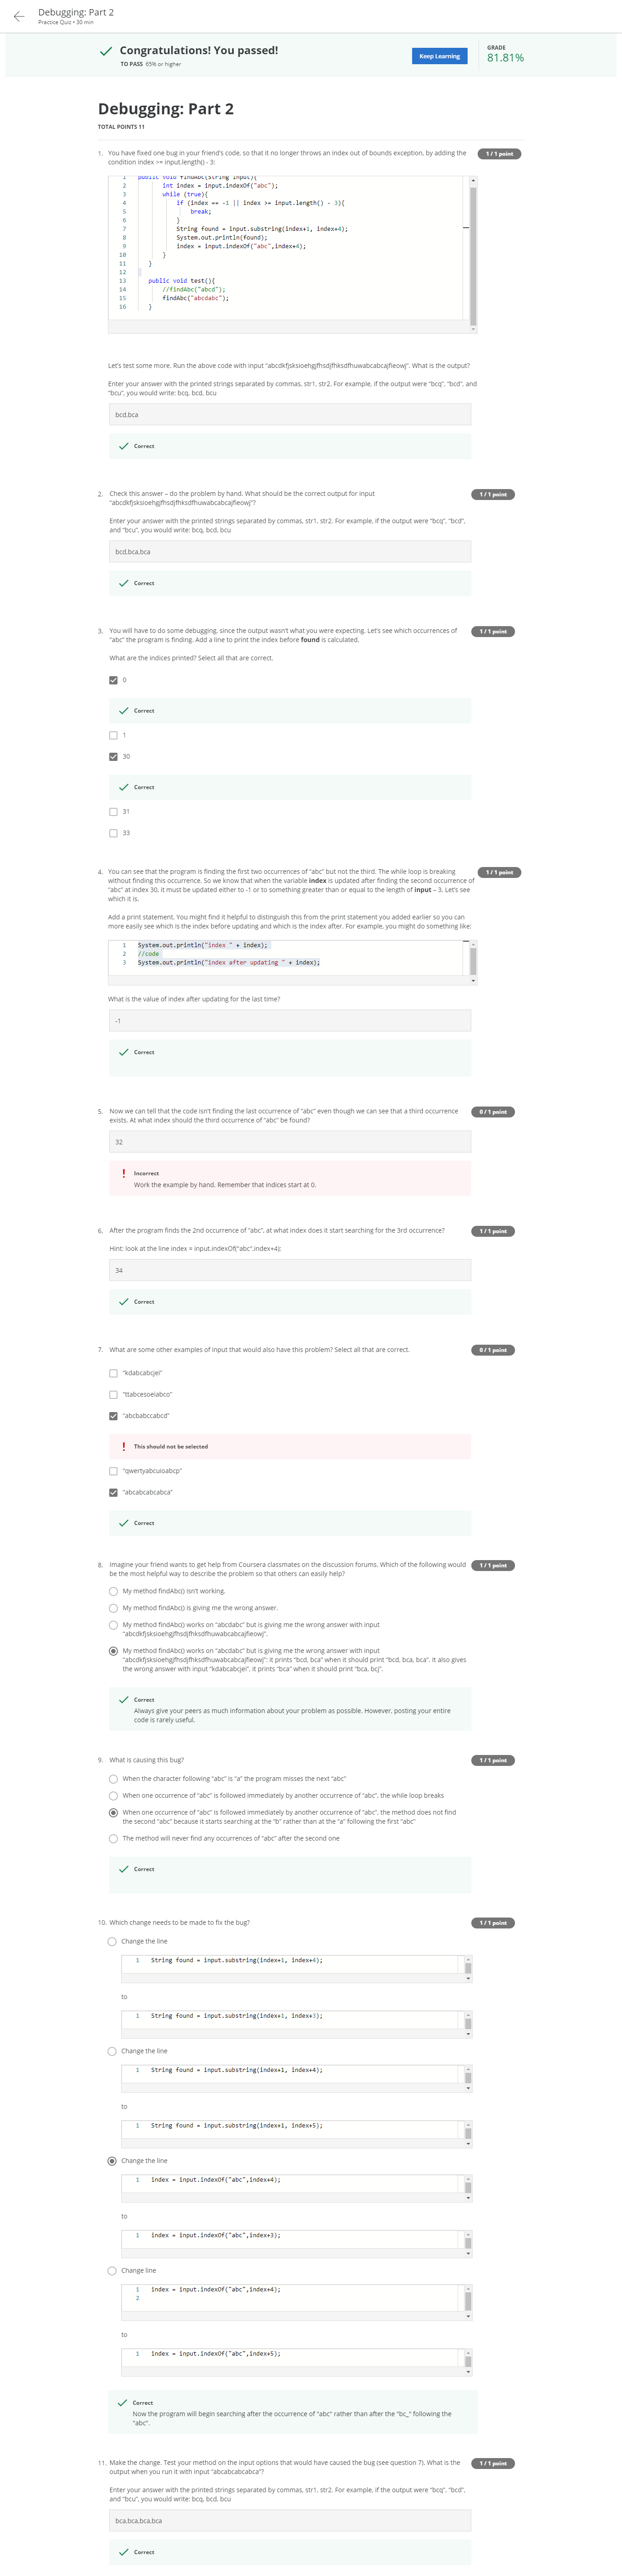 Debugging: Part 2
Practice Quiz • 30 min
Congratulations! You passed!
TO PASS 65% or higher
Keep Learning
GRADE
81.81%
Debugging: Part 2
TOTAL POINTS 11
1. You have fixed one bug in your friend's code, so that it no longer throws an index out of bounds exception, by adding the
condition index >= input.length() - 3:
1 / 1 point
1 public void findAbc(String input){
2 int index = input.indexOf("abc");
3 while (true){
4 if (index == -1 || index >= input.length() - 3){
5 break;
6 }
7 String found = input.substring(index+1, index+4);
8 System.out.println(found);
9 index = input.indexOf("abc",index+4);
10 }
11 }
12
13 public void test(){
14 //findAbc("abcd");
15 findAbc("abcdabc");
16 }
Let's test some more. Run the above code with input "abcdkfjsksioehgjfhsdjfhksdfhuwabcabcajfieowj". What is the output?
Enter your answer with the printed strings separated by commas, str1, str2. For example, if the output were "bcq", "bcd", and
"bcu", you would write: bcq, bcd, bcu
bcd,bca
Correct
2. Check this answer – do the problem by hand. What should be the correct output for input
"abcdkfjsksioehgjfhsdjfhksdfhuwabcabcajfieowj"?
1 / 1 point
Enter your answer with the printed strings separated by commas, str1, str2. For example, if the output were "bcq", "bcd",
and "bcu", you would write: bcq, bcd, bcu
bcd,bca,bca
Correct
3. You will have to do some debugging, since the output wasn't what you were expecting. Let's see which occurrences of
"abc" the program is finding. Add a line to print the index before found is calculated.
1 / 1 point
What are the indices printed? Select all that are correct.
0
Correct
1
30
Correct
31
33
4. You can see that the program is finding the first two occurrences of "abc" but not the third. The while loop is breaking
without finding this occurrence. So we know that when the variable index is updated after finding the second occurrence of
"abc" at index 30, it must be updated either to -1 or to something greater than or equal to the length of input – 3. Let's see
which it is.
1 / 1 point
Add a print statement. You might find it helpful to distinguish this from the print statement you added earlier so you can
more easily see which is the index before updating and which is the index after. For example, you might do something like:
1 System.out.println("index " + index);
2 //code
3 System.out.println("index after updating " + index);
What is the value of index after updating for the last time?
-1
Correct
5. Now we can tell that the code isn't finding the last occurrence of "abc" even though we can see that a third occurrence
exists. At what index should the third occurrence of "abc" be found?
0 / 1 point
32
Incorrect
Work the example by hand. Remember that indices start at 0.
6. After the program finds the 2nd occurrence of "abc", at what index does it start searching for the 3rd occurrence?
1 / 1 point
Hint: look at the line index = input.indexOf("abc",index+4);
34
Correct
7. What are some other examples of input that would also have this problem? Select all that are correct.
0 / 1 point
"kdabcabcjei"
"ttabcesoeiabco"
"abcbabccabcd"
This should not be selected
"qwertyabcuioabcp"
"abcabcabcabca"
Correct
8. Imagine your friend wants to get help from Coursera classmates on the discussion forums. Which of the following would
be the most helpful way to describe the problem so that others can easily help?
1 / 1 point
My method findAbc() isn't working.
My method findAbc() is giving me the wrong answer.
My method findAbc() works on "abcdabc" but is giving me the wrong answer with input
"abcdkfjsksioehgjfhsdjfhksdfhuwabcabcajfieowj".
My method findAbc() works on "abcdabc" but is giving me the wrong answer with input
"abcdkfjsksioehgjfhsdjfhksdfhuwabcabcajfieowj": it prints "bcd, bca" when it should print "bcd, bca, bca". It also gives
the wrong answer with input "kdabcabcjei", it prints "bca" when it should print "bca, bcj".
Correct
Always give your peers as much information about your problem as possible. However, posting your entire
code is rarely useful.
9. What is causing this bug?
1 / 1 point
When the character following "abc" is "a" the program misses the next "abc"
When one occurrence of "abc" is followed immediately by another occurrence of "abc", the while loop breaks
When one occurrence of "abc" is followed immediately by another occurrence of "abc", the method does not find
the second "abc" because it starts searching at the "b" rather than at the "a" following the first "abc"
The method will never find any occurrences of "abc" after the second one
Correct
10. Which change needs to be made to fix the bug?
1 / 1 point
Change the line
1 String found = input.substring(index+1, index+4);
to
1 String found = input.substring(index+1, index+3);
Change the line
1 String found = input.substring(index+1, index+4);
to
1 String found = input.substring(index+1, index+5);
Change the line
1 index = input.indexOf("abc",index+4);
to
1 index = input.indexOf("abc",index+3);
Change line
1 index = input.indexOf("abc",index+4);
2
to
1 index = input.indexOf("abc",index+5);
Correct
Now the program will begin searching after the occurrence of "abc" rather than after the "bc_" following the
"abc".
11. Make the change. Test your method on the input options that would have caused the bug (see question 7). What is the
output when you run it with input "abcabcabcabca"?
1 / 1 point
Enter your answer with the printed strings separated by commas, str1, str2. For example, if the output were "bcq", "bcd",
and "bcu", you would write: bcq, bcd, bcu
bca,bca,bca,bca
Correct